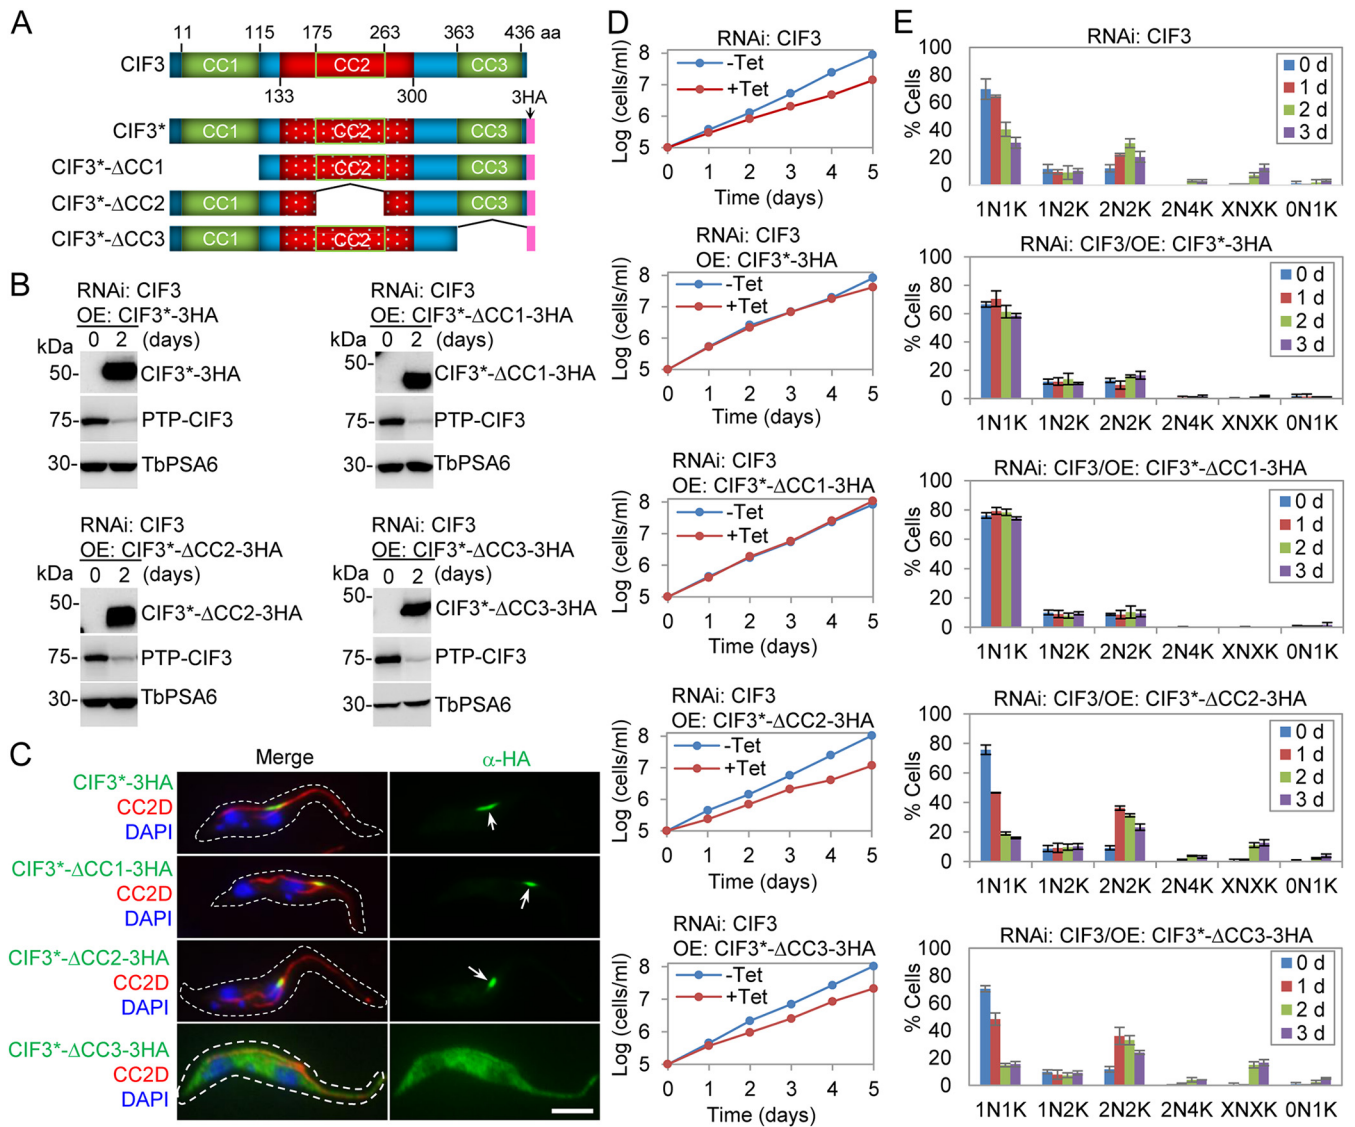 A
11 115 175 263 363 436 aa
CIF3 CC1 CC2 CC3
133 300 3HA
CIF3* CC1 CC2 CC3
CIF3*-ΔCC1 CC2 CC3
CIF3*-ΔCC2 CC1 CC3
CIF3*-ΔCC3 CC1 CC2
B
RNAi: CIF3
OE: CIF3*-3HA
0 2 (days)
kDa
50- CIF3*-3HA
75- PTP-CIF3
30- TbPSA6
RNAi: CIF3
OE: CIF3*-ΔCC1-3HA
0 2 (days)
kDa
50- CIF3*-ΔCC1-3HA
75- PTP-CIF3
30- TbPSA6
RNAi: CIF3
OE: CIF3*-ΔCC2-3HA
0 2 (days)
kDa
50- CIF3*-ΔCC2-3HA
75- PTP-CIF3
30- TbPSA6
RNAi: CIF3
OE: CIF3*-ΔCC3-3HA
0 2 (days)
kDa
50- CIF3*-ΔCC3-3HA
75- PTP-CIF3
30- TbPSA6
C
Merge α-HA
CIF3*-3HA
CC2D
DAPI
CIF3*-ΔCC1-3HA
CC2D
DAPI
CIF3*-ΔCC2-3HA
CC2D
DAPI
CIF3*-ΔCC3-3HA
CC2D
DAPI
D
RNAi: CIF3
Log (cells/ml)
8
7
6
5
-Tet
+Tet
0 1 2 3 4 5
Time (days)
RNAi: CIF3
OE: CIF3*-3HA
Log (cells/ml)
8
7
6
5
-Tet
+Tet
0 1 2 3 4 5
Time (days)
RNAi: CIF3
OE: CIF3*-ΔCC1-3HA
Log (cells/ml)
8
7
6
5
-Tet
+Tet
0 1 2 3 4 5
Time (days)
RNAi: CIF3
OE: CIF3*-ΔCC2-3HA
Log (cells/ml)
8
7
6
5
-Tet
+Tet
0 1 2 3 4 5
Time (days)
RNAi: CIF3
OE: CIF3*-ΔCC3-3HA
Log (cells/ml)
8
7
6
5
-Tet
+Tet
0 1 2 3 4 5
Time (days)
E
RNAi: CIF3
% Cells
100
80
60
40
20
0
0 d
1 d
2 d
3 d
1N1K 1N2K 2N2K 2N4K XNXK 0N1K
RNAi: CIF3/OE: CIF3*-3HA
% Cells
100
80
60
40
20
0
0 d
1 d
2 d
3 d
1N1K 1N2K 2N2K 2N4K XNXK 0N1K
RNAi: CIF3/OE: CIF3*-ΔCC1-3HA
% Cells
100
80
60
40
20
0
0 d
1 d
2 d
3 d
1N1K 1N2K 2N2K 2N4K XNXK 0N1K
RNAi: CIF3/OE: CIF3*-ΔCC2-3HA
% Cells
100
80
60
40
20
0
0 d
1 d
2 d
3 d
1N1K 1N2K 2N2K 2N4K XNXK 0N1K
RNAi: CIF3/OE: CIF3*-ΔCC3-3HA
% Cells
100
80
60
40
20
0
0 d
1 d
2 d
3 d
1N1K 1N2K 2N2K 2N4K XNXK 0N1K